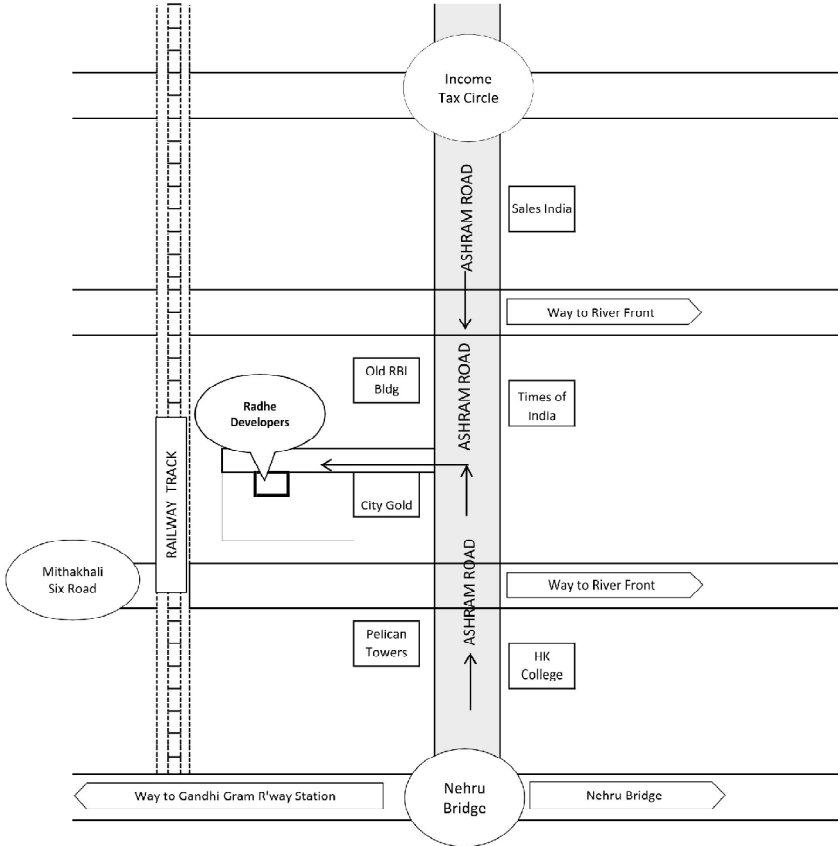 Income
Tax Circle
ASHRAM ROAD
Sales India
Way to River Front
Old RBI
Bldg
ASHRAM ROAD
Times of
India
Radhe
Developers
RAILWAY TRACK
City Gold
Mithakhali
Six Road
ASHRAM ROAD
Way to River Front
Pelican
Towers
HK
College
Way to Gandhi Gram R'way Station
Nehru
Bridge
Nehru Bridge